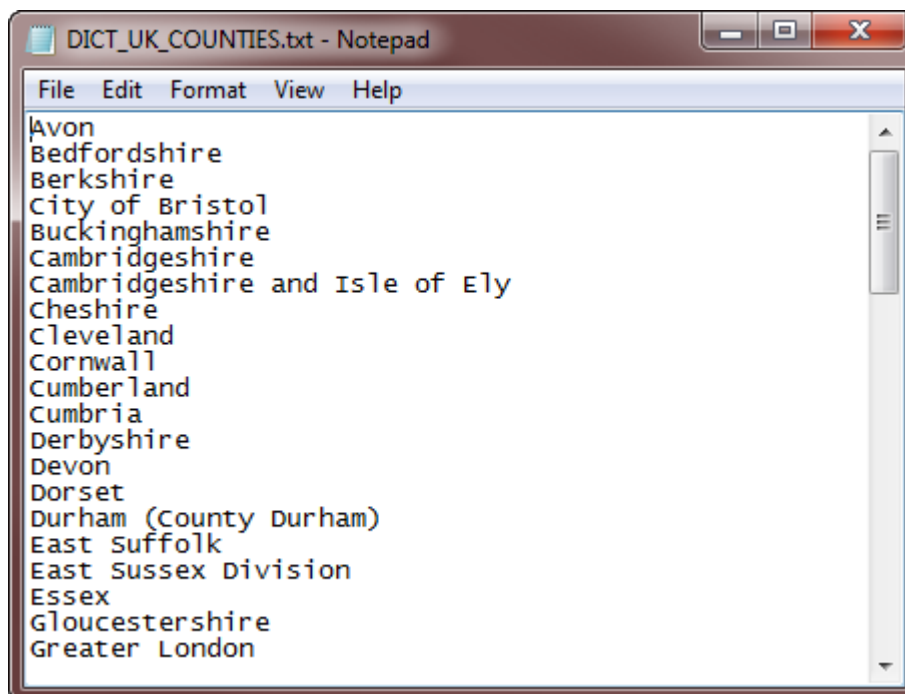 DICT_UK_COUNTIES.txt - Notepad
File Edit Format View Help
Avon
Bedfordshire
Berkshire
City of Bristol
Buckinghamshire
Cambridgeshire
Cambridgeshire and Isle of Ely
Cheshire
Cleveland
Cornwall
Cumberland
Cumbria
Derbyshire
Devon
Dorset
Durham (County Durham)
East Suffolk
East Sussex Division
Essex
Gloucestershire
Greater London